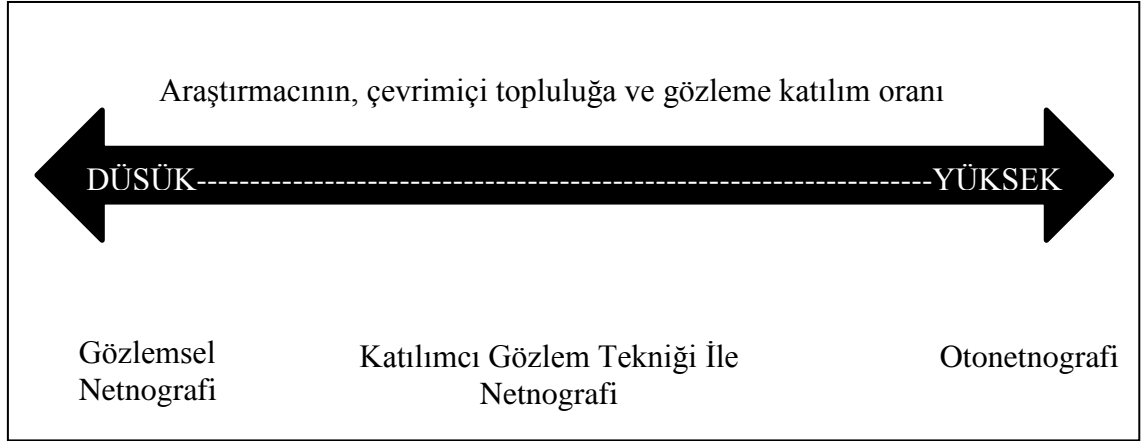 Araştırmacının, çevrimiçi topluluğa ve gözleme katılım oranı
DÜSÜK---------------------------------------------------------------------YÜKSEK
Gözlemsel
Netnografi
Katılımcı Gözlem Tekniği İle
Netnografi
Otonetnografi